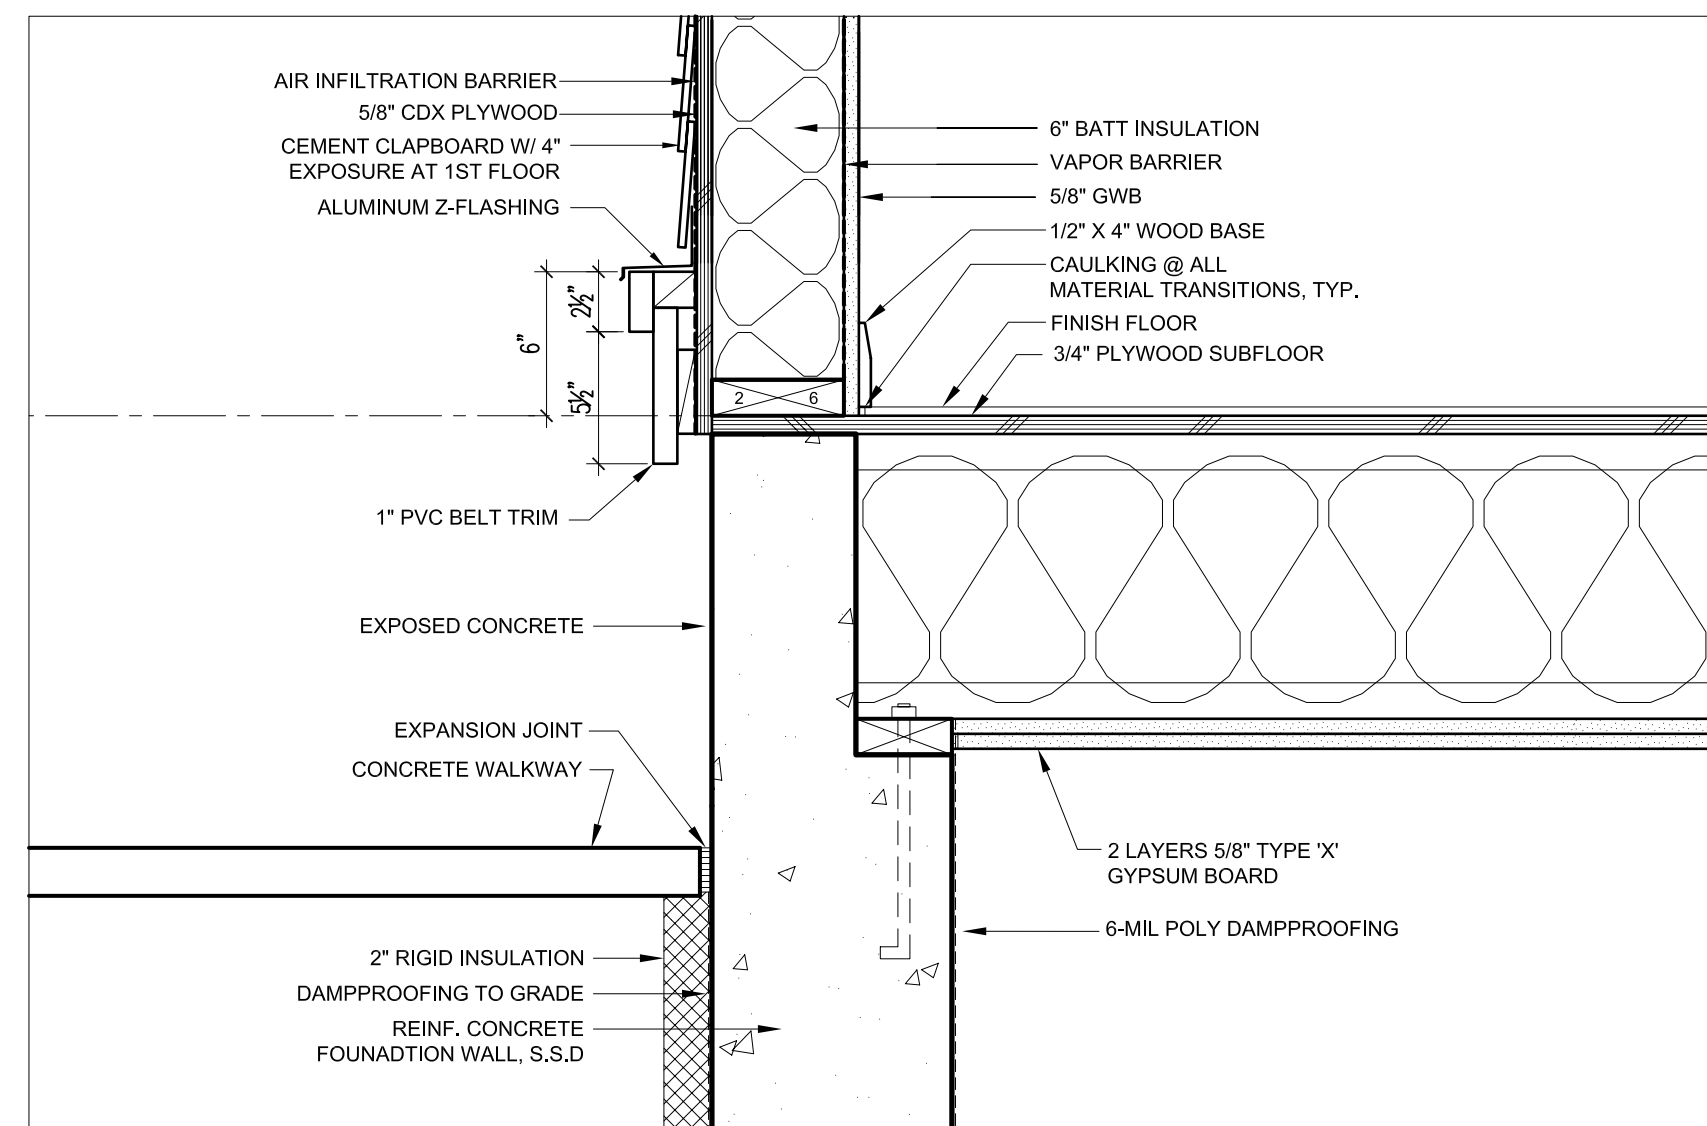 AIR INFILTRATION BARRIER
5/8" CDX PLYWOOD
CEMENT CLAPBOARD W/ 4"
EXPOSURE AT 1ST FLOOR
ALUMINUM Z-FLASHING
6"
2½"
5½"
1" PVC BELT TRIM
EXPOSED CONCRETE
EXPANSION JOINT
CONCRETE WALKWAY
2" RIGID INSULATION
DAMPPROOFING TO GRADE
REINF. CONCRETE
FOUNADTION WALL, S.S.D
2 6
6" BATT INSULATION
VAPOR BARRIER
5/8" GWB
1/2" X 4" WOOD BASE
CAULKING @ ALL
MATERIAL TRANSITIONS, TYP.
FINISH FLOOR
3/4" PLYWOOD SUBFLOOR
2 LAYERS 5/8" TYPE 'X'
GYPSUM BOARD
6-MIL POLY DAMPPROOFING